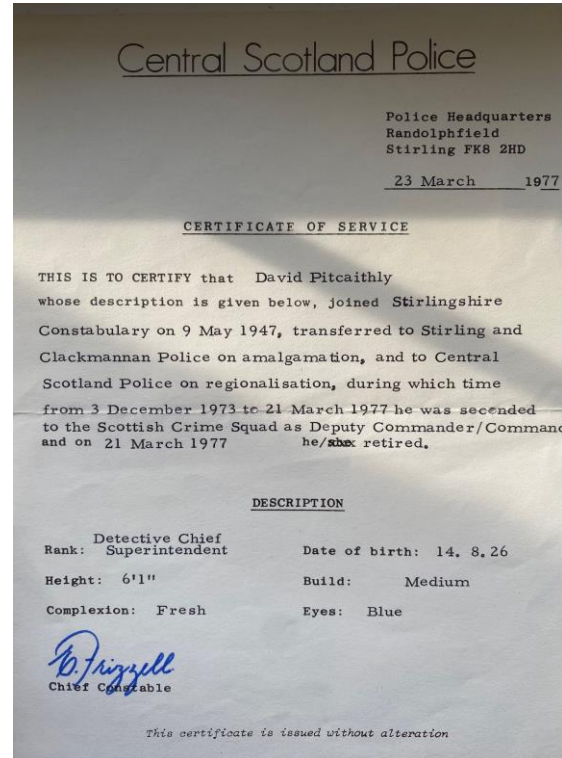 Central Scotland Police
Police Headquarters
Randolphfield
Stirling FK8 2HD
23 March 1977
CERTIFICATE OF SERVICE
THIS IS TO CERTIFY that David Pitcaithly
whose description is given below, joined Stirlingshire
Constabulary on 9 May 1947, transferred to Stirling and
Clackmannan Police on amalgamation, and to Central
Scotland Police on regionalisation, during which time
from 3 December 1973 to 21 March 1977 he was seconded
to the Scottish Crime Squad as Deputy Commander/Command
and on 21 March 1977 he/she retired.
DESCRIPTION
Rank: Detective Chief Superintendent Date of birth: 14. 8. 26
Height: 6'1" Build: Medium
Complexion: Fresh Eyes: Blue
E. Frizzell
Chief Constable
This certificate is issued without alteration